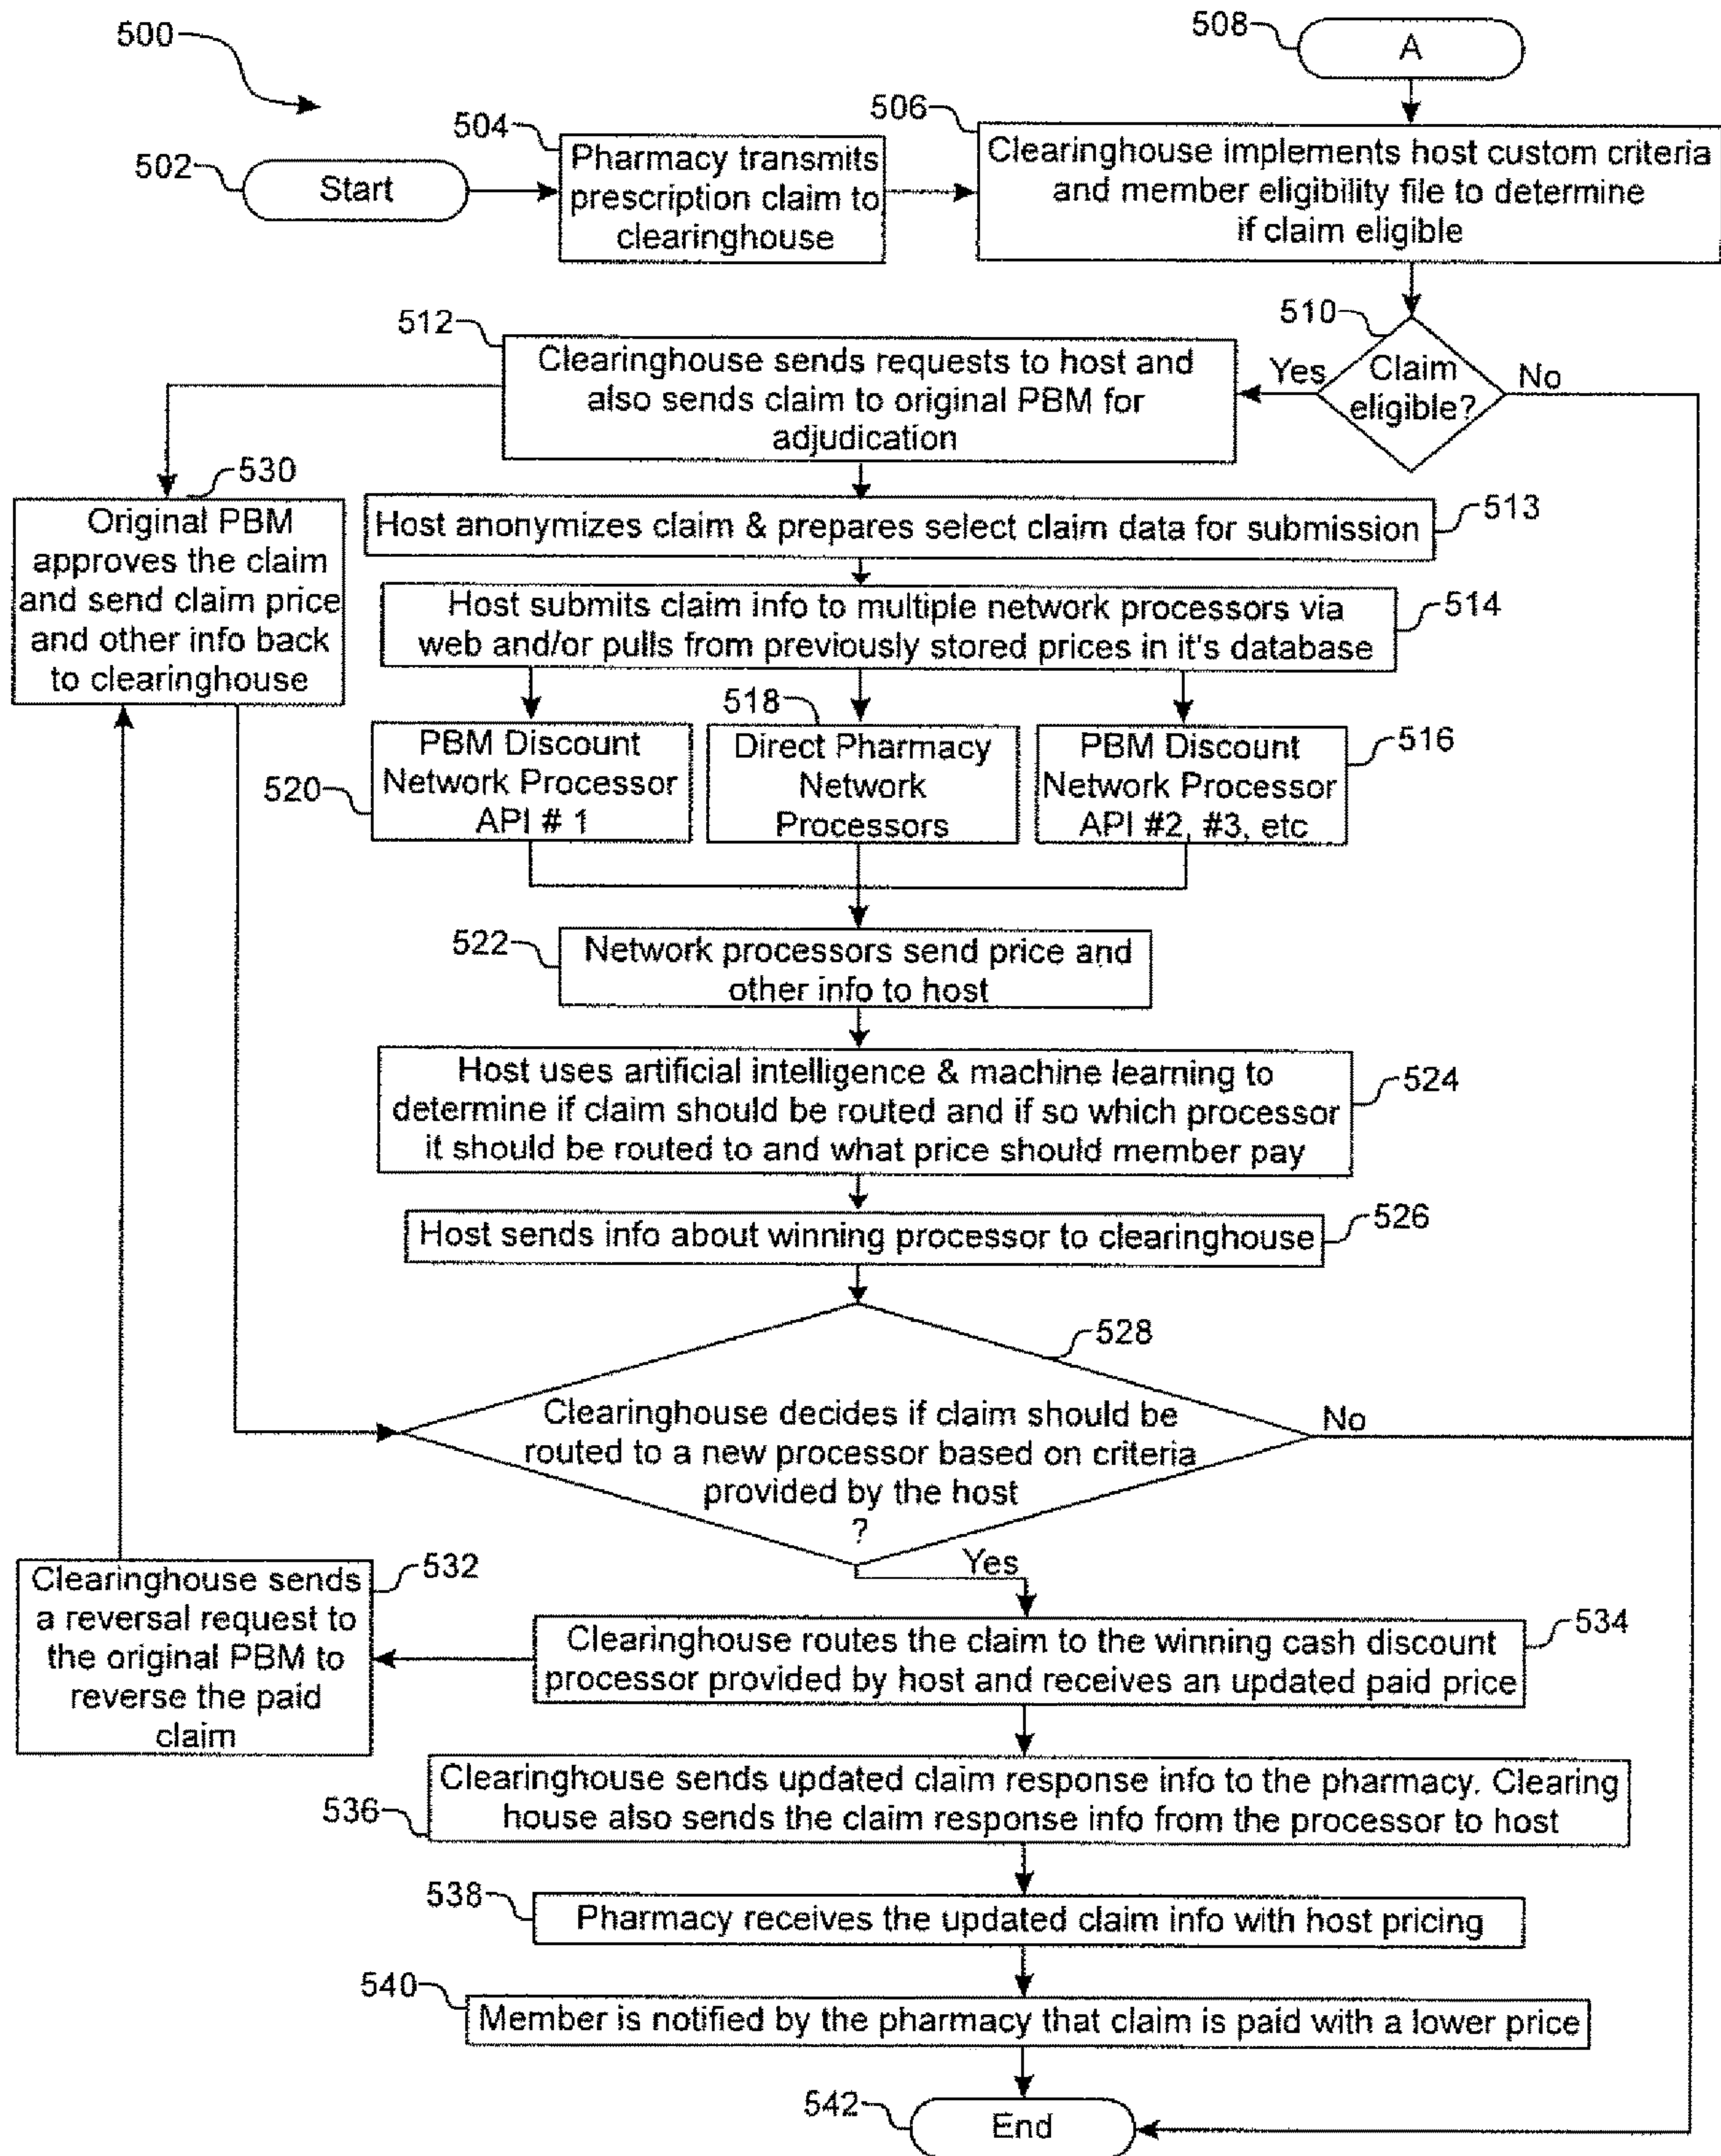 500
508
A
502
Start
504
Pharmacy transmits
prescription claim to
clearinghouse
506
Clearinghouse implements host custom criteria
and member eligibility file to determine
if claim eligible
510
Claim
eligible?
Yes
No
512
Clearinghouse sends requests to host and
also sends claim to original PBM for
adjudication
530
Original PBM
approves the claim
and send claim price
and other info back
to clearinghouse
Host anonymizes claim & prepares select claim data for submission
513
Host submits claim info to multiple network processors via
web and/or pulls from previously stored prices in it's database
514
520
PBM Discount
Network Processor
API # 1
518
Direct Pharmacy
Network
Processors
PBM Discount
Network Processor
API #2, #3, etc
516
522
Network processors send price and
other info to host
Host uses artificial intelligence & machine learning to
determine if claim should be routed and if so which processor
it should be routed to and what price should member pay
524
Host sends info about winning processor to clearinghouse
526
528
Clearinghouse decides if claim should be
routed to a new processor based on criteria
provided by the host
?
No
Yes
532
Clearinghouse sends
a reversal request to
the original PBM to
reverse the paid
claim
Clearinghouse routes the claim to the winning cash discount
processor provided by host and receives an updated paid price
534
536
Clearinghouse sends updated claim response info to the pharmacy. Clearing
house also sends the claim response info from the processor to host
538
Pharmacy receives the updated claim info with host pricing
540
Member is notified by the pharmacy that claim is paid with a lower price
542
End